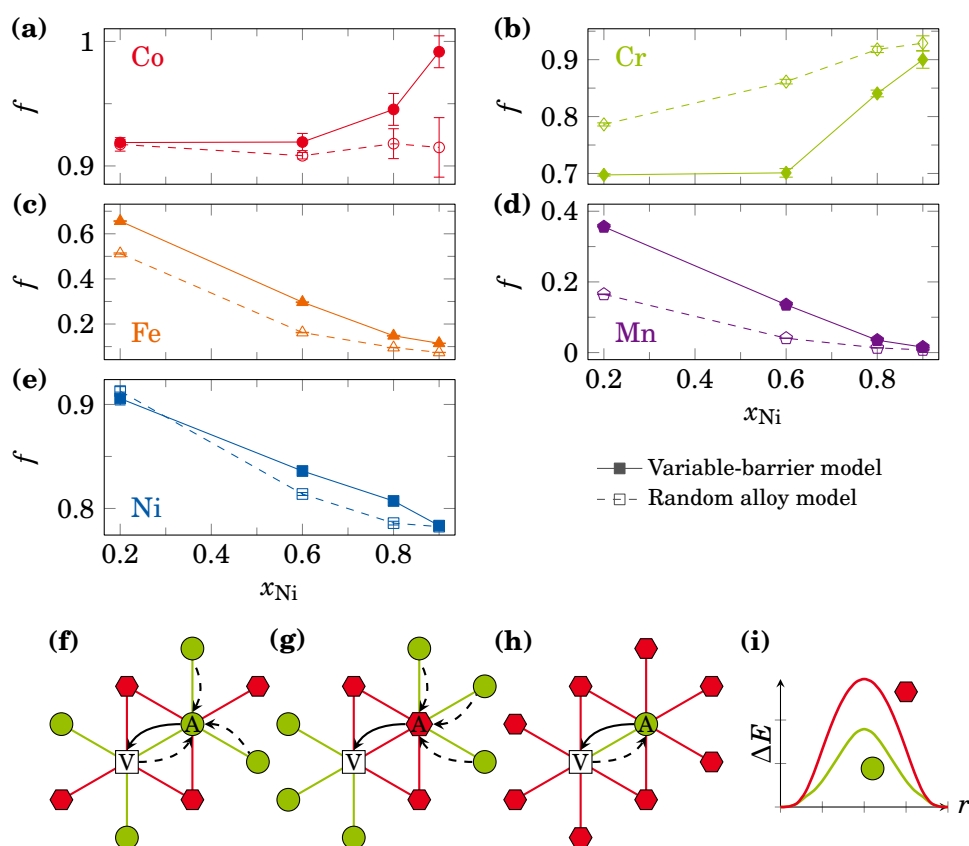 (a)
1
Co
f
0.9
(b)
0.9
Cr
f
0.8
0.7
(c)
0.6
f
0.4
0.2
Fe
(d)
0.4
f
0.2
Mn
0
0.2 0.4 0.6 0.8
xNi
(e)
0.9
f
Ni
0.8
0.2 0.4 0.6 0.8
xNi
Variable-barrier model
Random alloy model
(f)
A
V
(g)
A
V
(h)
A
V
(i)
ΔE
r